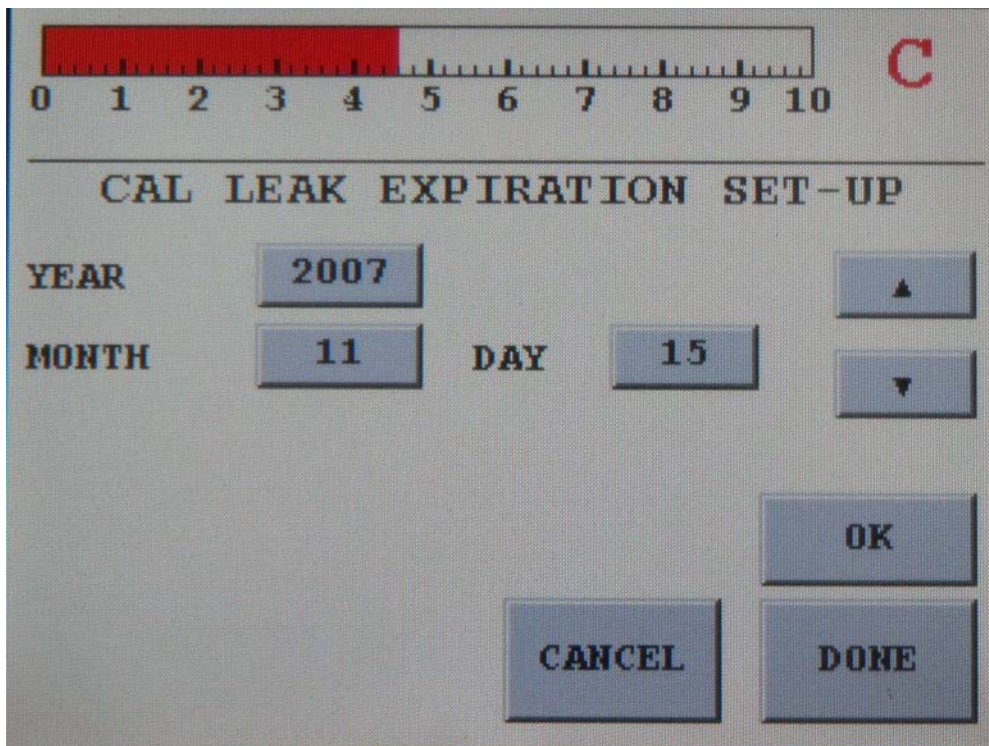 C
0 1 2 3 4 5 6 7 8 9 10
CAL LEAK EXPIRATION SET-UP
YEAR 2007 ▲
MONTH 11 DAY 15 ▼
OK
CANCEL DONE